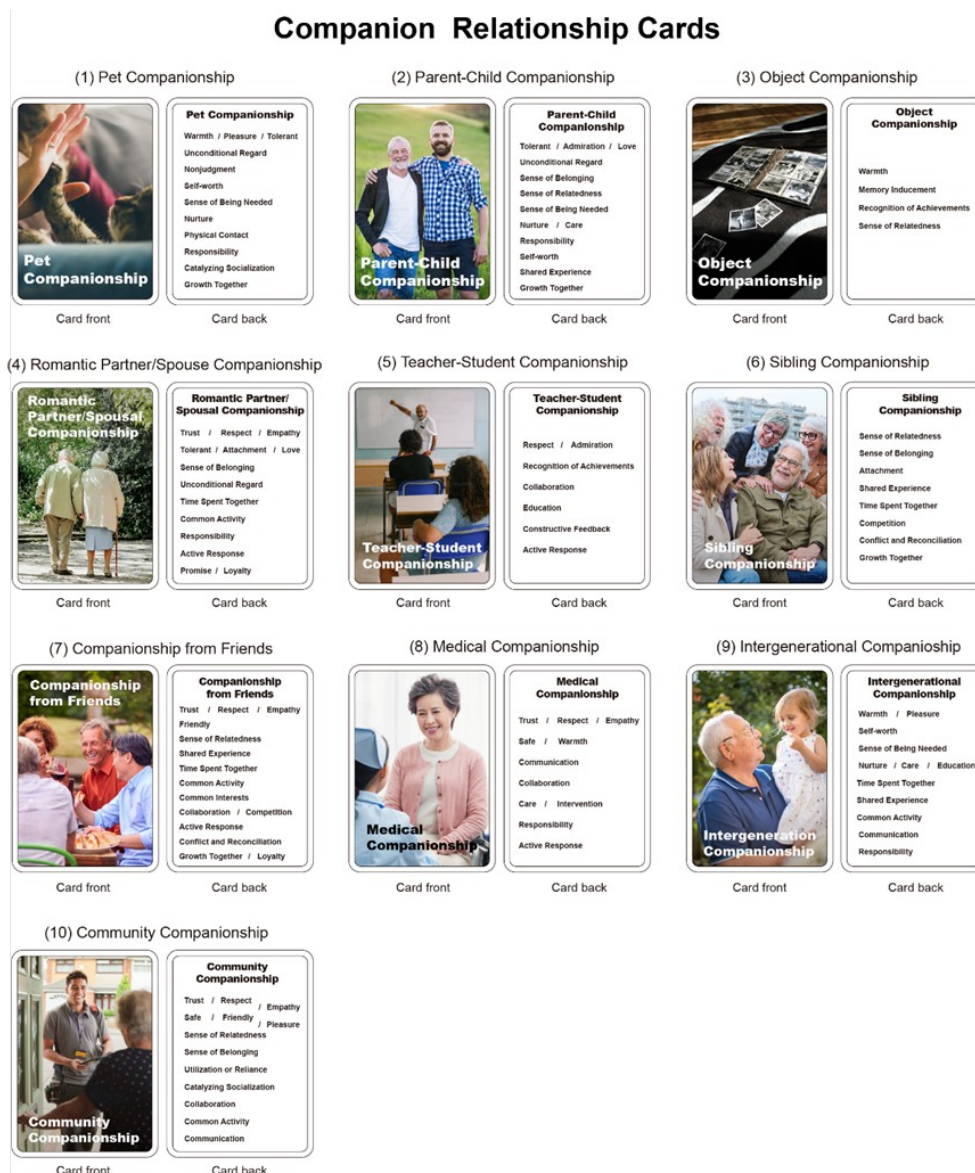 Companion Relationship Cards
(1) Pet Companionship
Pet
Companionship
Card front
Pet Companionship
Warmth / Pleasure / Tolerant
Unconditional Regard
Nonjudgment
Self-worth
Sense of Being Needed
Nurture
Physical Contact
Responsibility
Catalyzing Socialization
Growth Together
Card back
(2) Parent-Child Companionship
Parent-Child
Companionship
Card front
Parent-Child
Companionship
Tolerant / Admiration / Love
Unconditional Regard
Sense of Belonging
Sense of Relatedness
Sense of Being Needed
Nurture / Care
Responsibility
Self-worth
Shared Experience
Growth Together
Card back
(3) Object Companionship
Object
Companionship
Card front
Object
Companionship
Warmth
Memory Inducement
Recognition of Achievements
Sense of Relatedness
Card back
(4) Romantic Partner/Spouse Companionship
Romantic
Partner/Spousal
Companionship
Card front
Romantic Partner/
Spousal Companionship
Trust / Respect / Empathy
Tolerant / Attachment / Love
Sense of Belonging
Unconditional Regard
Time Spent Together
Common Activity
Responsibility
Active Response
Promise / Loyalty
Card back
(5) Teacher-Student Companionship
Teacher-Student
Companionship
Card front
Teacher-Student
Companionship
Respect / Admiration
Recognition of Achievements
Collaboration
Education
Constructive Feedback
Active Response
Card back
(6) Sibling Companionship
Sibling
Companionship
Card front
Sibling
Companionship
Sense of Relatedness
Sense of Belonging
Attachment
Shared Experience
Time Spent Together
Competition
Conflict and Reconciliation
Growth Together
Card back
(7) Companionship from Friends
Companionship
from Friends
Card front
Companionship
from Friends
Trust / Respect / Empathy
Friendly
Sense of Relatedness
Shared Experience
Time Spent Together
Common Activity
Common Interests
Collaboration / Competition
Active Response
Conflict and Reconciliation
Growth Together / Loyalty
Card back
(8) Medical Companionship
Medical
Companionship
Card front
Medical
Companionship
Trust / Respect / Empathy
Safe / Warmth
Communication
Collaboration
Care / Intervention
Responsibility
Active Response
Card back
(9) Intergenerational Companioship
Intergeneration
Companioship
Card front
Intergenerational
Companionship
Warmth / Pleasure
Self-worth
Sense of Being Needed
Nurture / Care / Education
Time Spent Together
Shared Experience
Common Activity
Communication
Responsibility
Card back
(10) Community Companionship
Community
Companionship
Card front
Community
Companionship
Trust / Respect / Empathy
Safe / Friendly / Pleasure
Sense of Relatedness
Sense of Belonging
Utilization or Reliance
Catalyzing Socialization
Collaboration
Common Activity
Communication
Card back